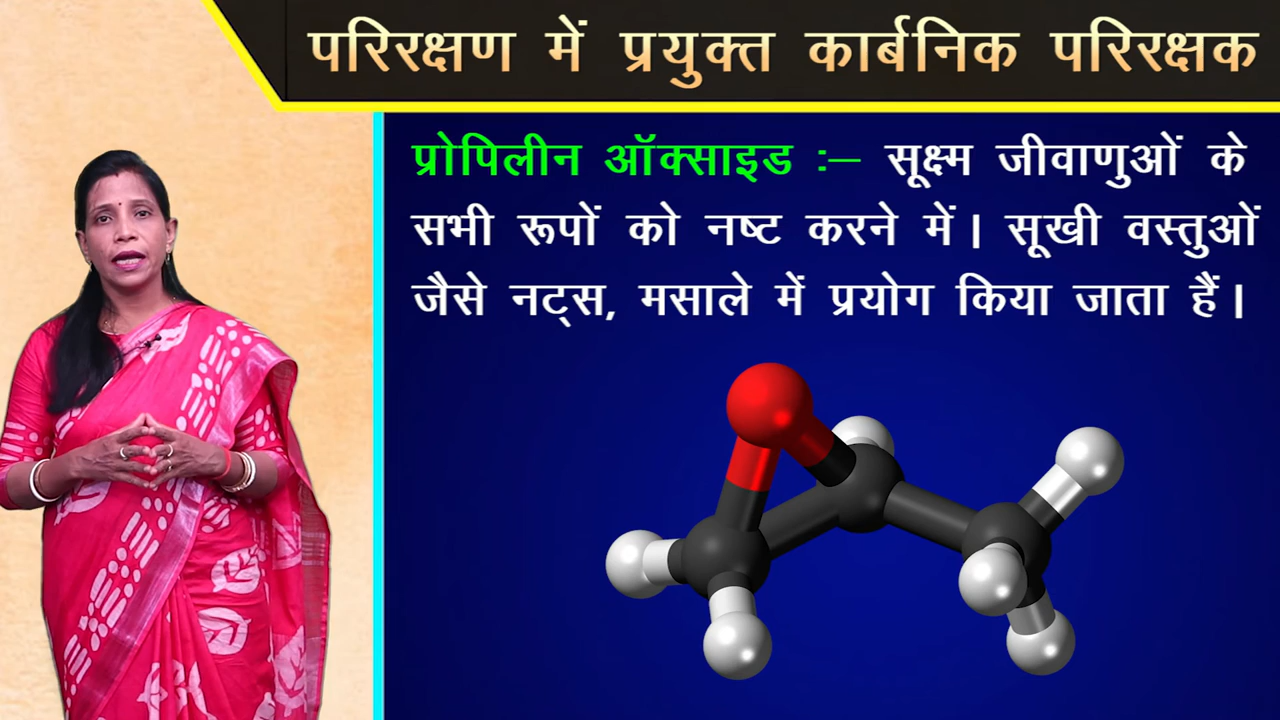 परिरक्षण में प्रयुक्त कार्बनिक परिरक्षक
प्रोपिलीन ऑक्साइड :– सूक्ष्म जीवाणुओं के
सभी रूपों को नष्ट करने में। सूखी वस्तुओं
जैसे नट्स, मसाले में प्रयोग किया जाता हैं।